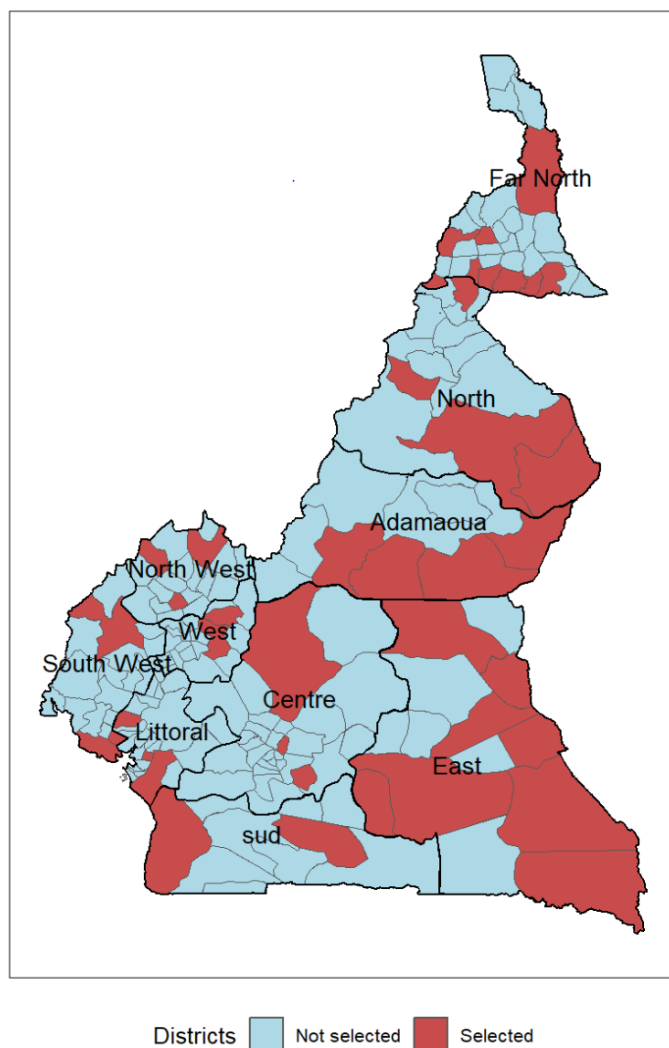 Far North
North
Adamaoua
North West
West
South West
Centre
Littoral
East
sud
Districts Not selected Selected